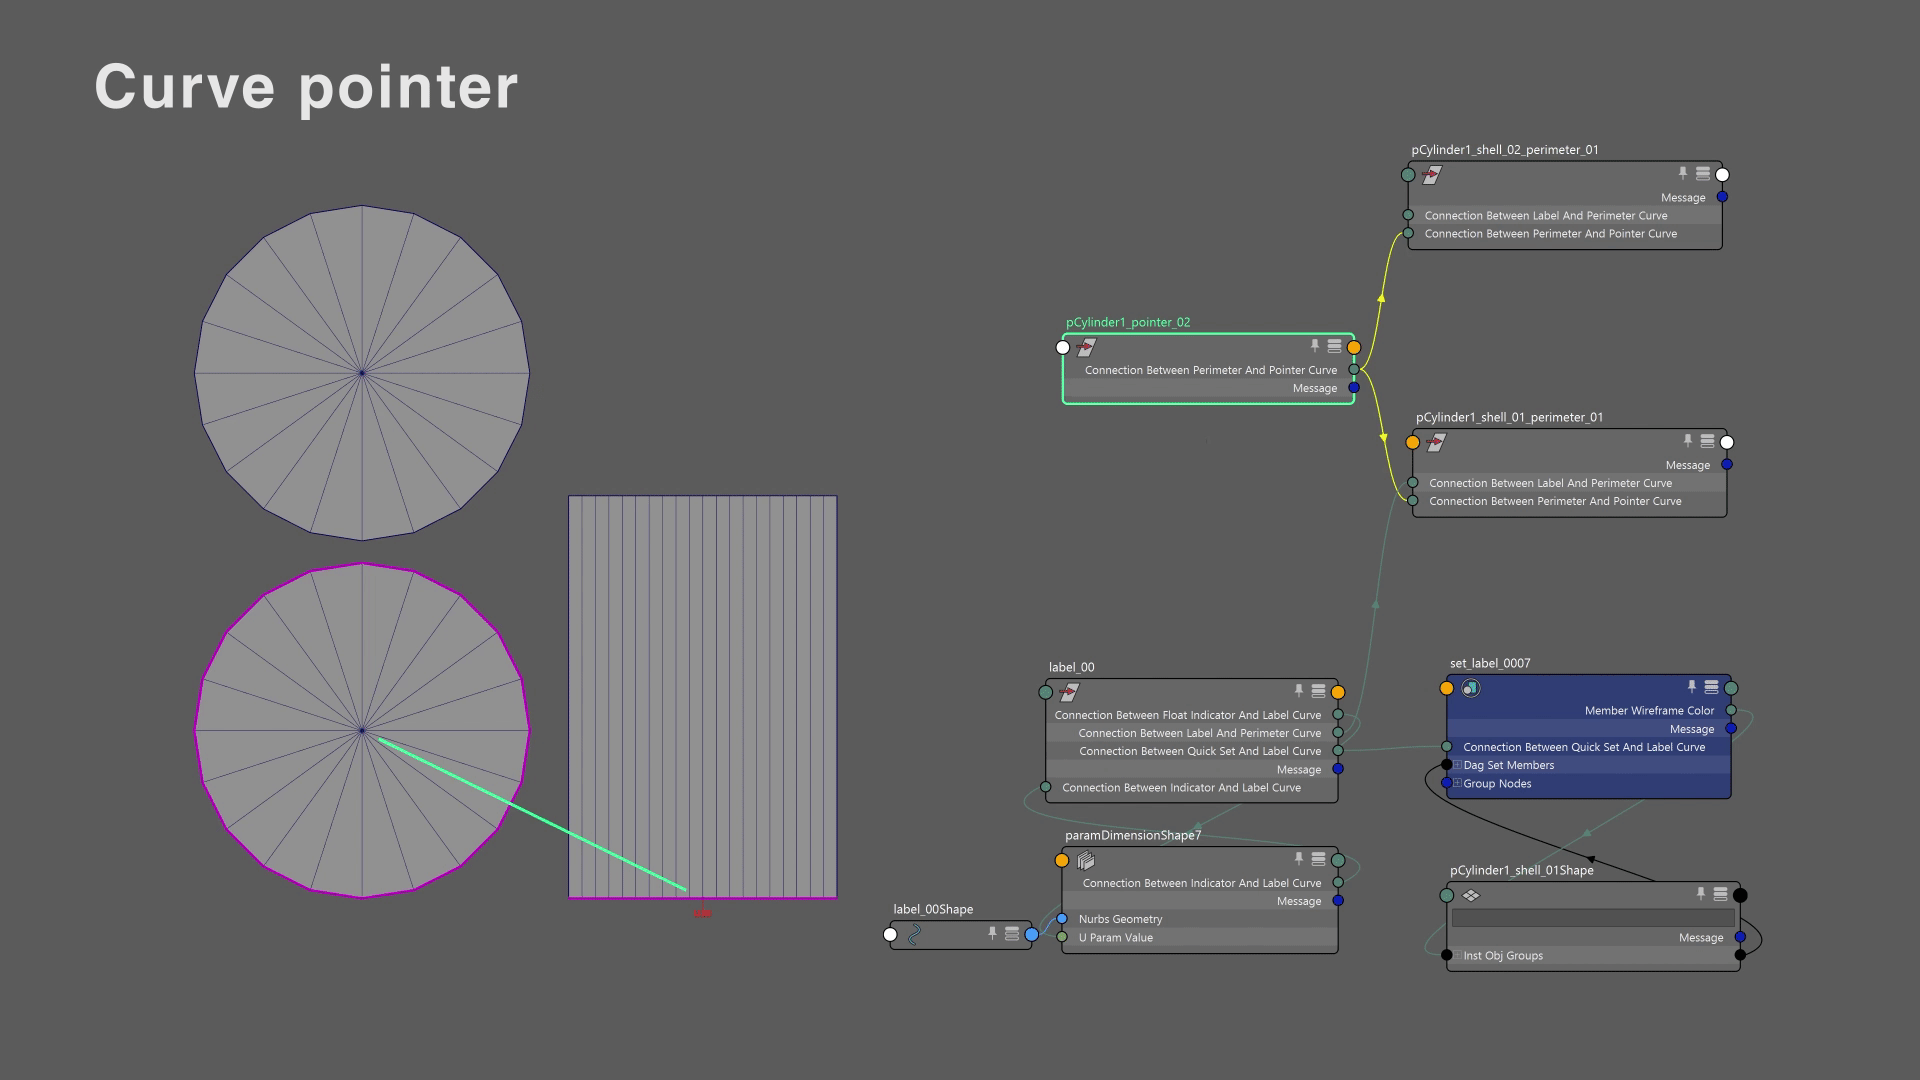 Curve pointer
pCylinder1_shell_02_perimeter_01
Message
Connection Between Label And Perimeter Curve
Connection Between Perimeter And Pointer Curve
pCylinder1_pointer_02
Connection Between Perimeter And Pointer Curve
Message
pCylinder1_shell_01_perimeter_01
Message
Connection Between Label And Perimeter Curve
Connection Between Perimeter And Pointer Curve
label_00
Connection Between Float Indicator And Label Curve
Connection Between Label And Perimeter Curve
Connection Between Quick Set And Label Curve
Message
Connection Between Indicator And Label Curve
set_label_0007
Member Wireframe Color
Message
Connection Between Quick Set And Label Curve
Dag Set Members
Group Nodes
paramDimensionShape7
Connection Between Indicator And Label Curve
Message
Nurbs Geometry
U Param Value
label_00Shape
pCylinder1_shell_01Shape
Message
Inst Obj Groups